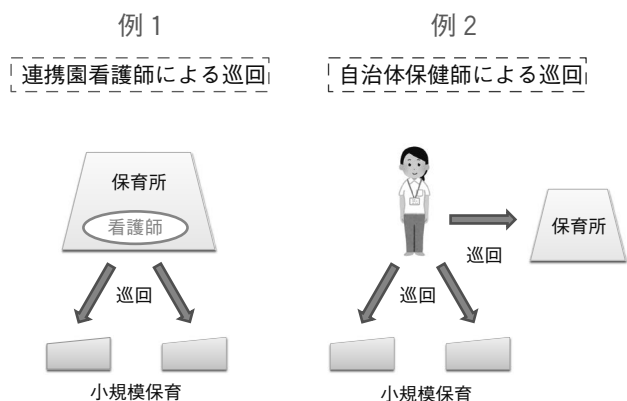 例 1
連携園看護師による巡回
保育所
看護師
巡回
小規模保育
例 2
自治体保健師による巡回
保育所
巡回
巡回
小規模保育